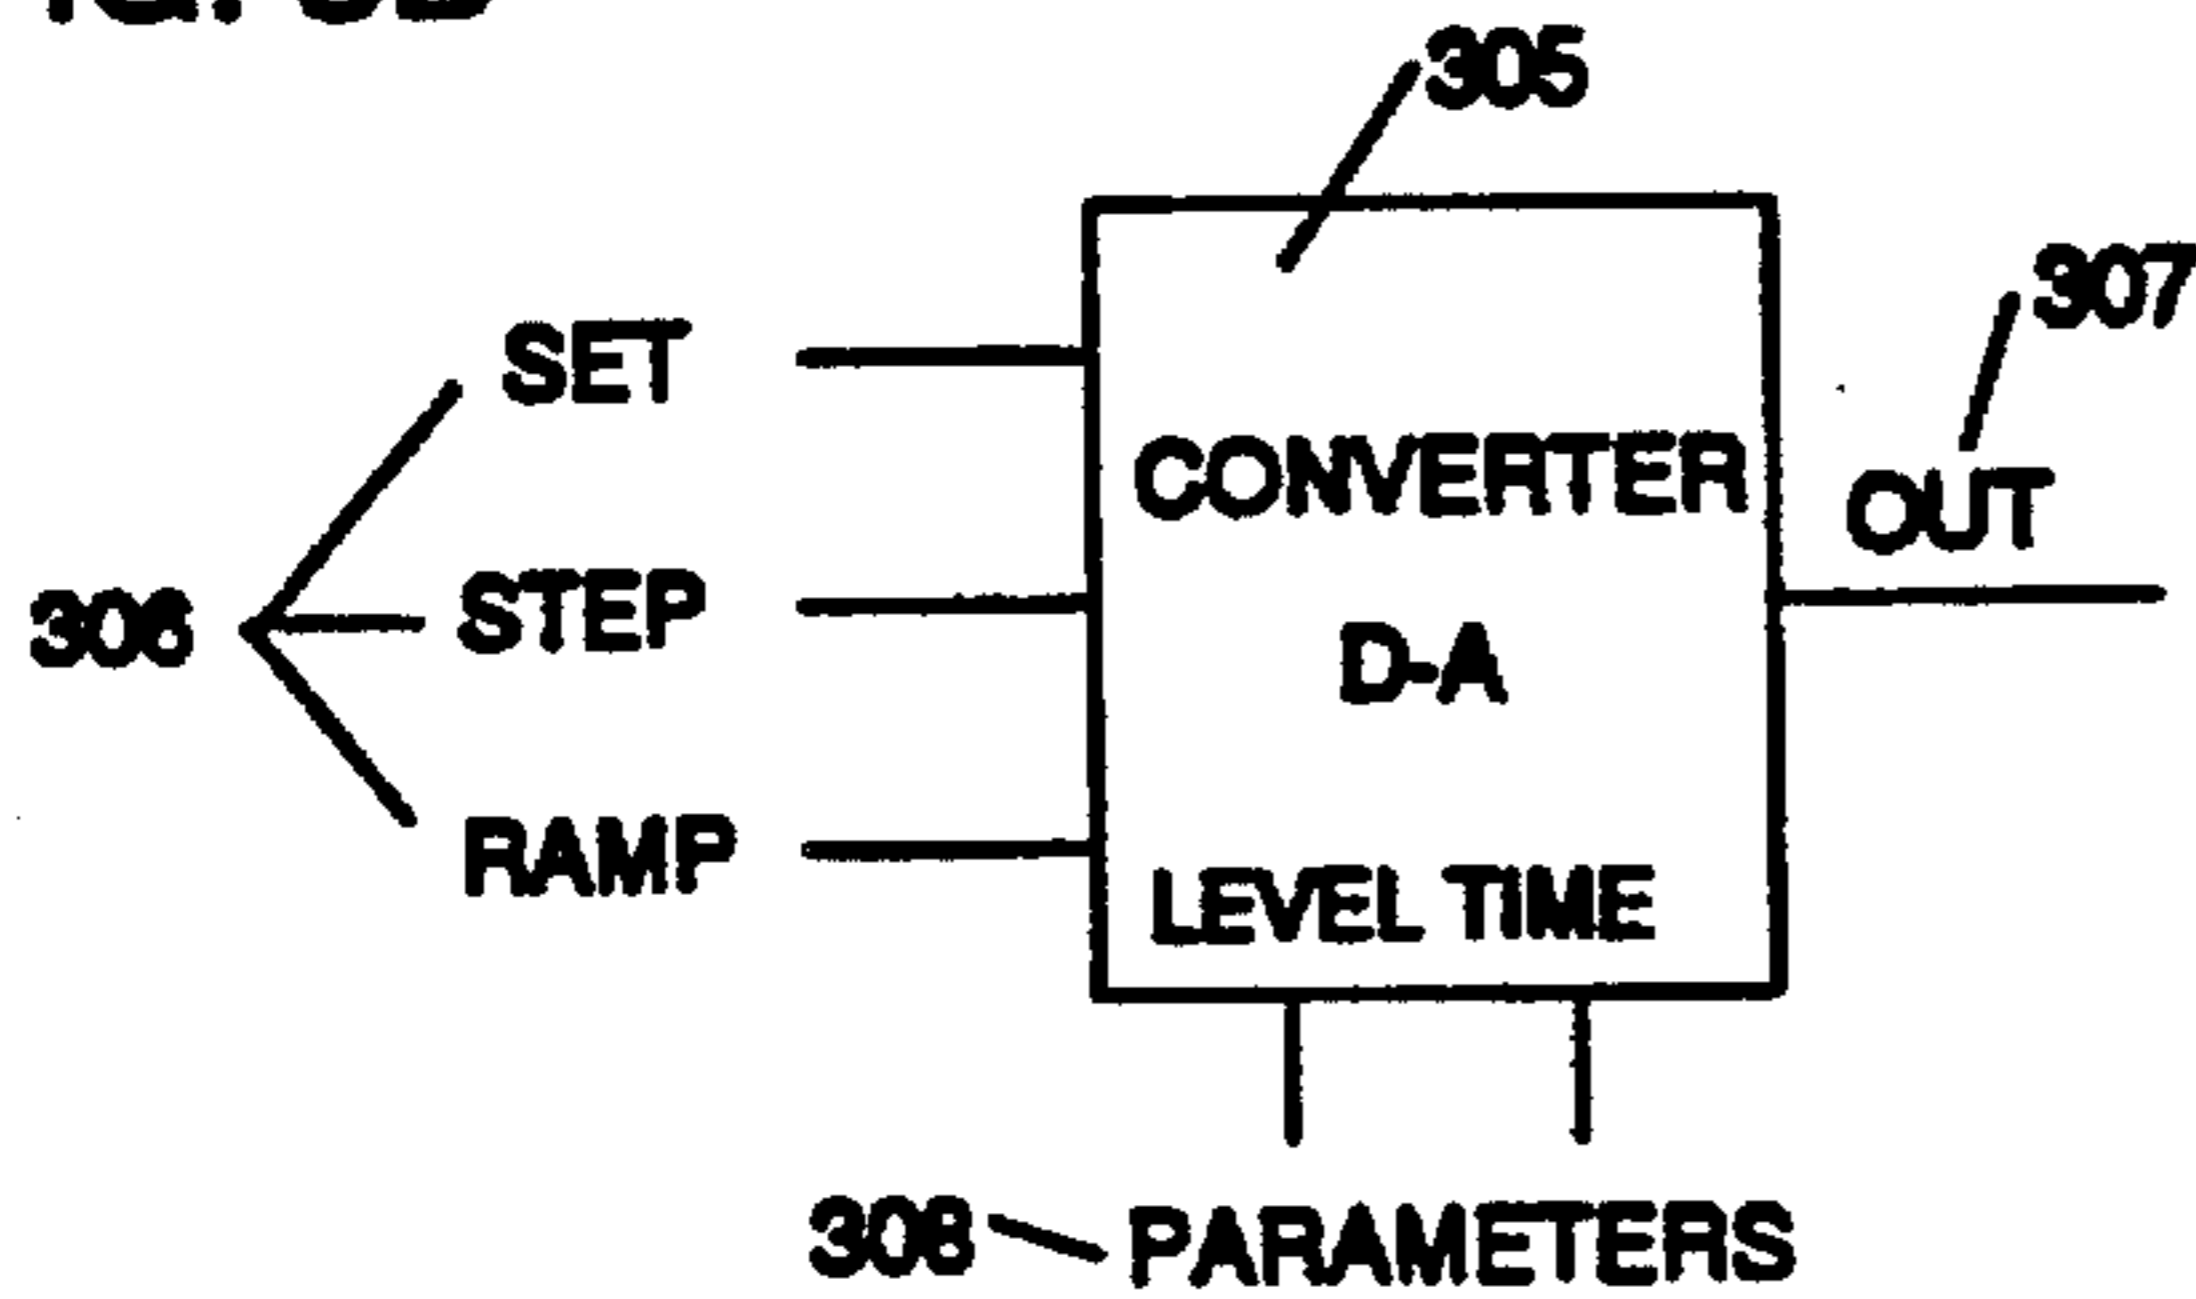 305
307
SET
CONVERTER
OUT
306
STEP
D-A
RAMP
LEVEL TIME
308
PARAMETERS